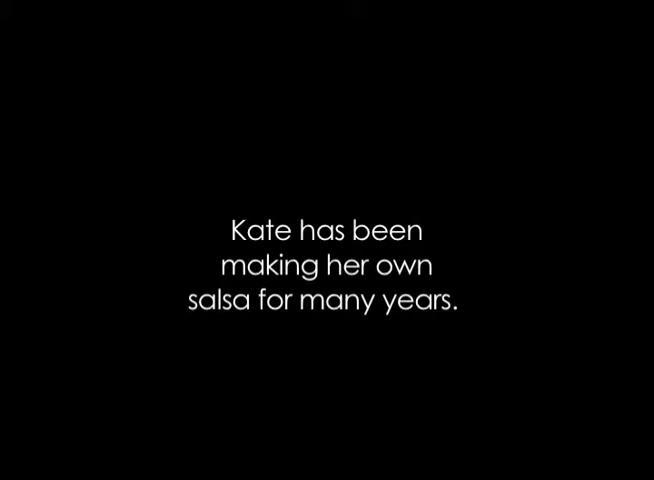 Kate has been
making her own
salsa for many years.